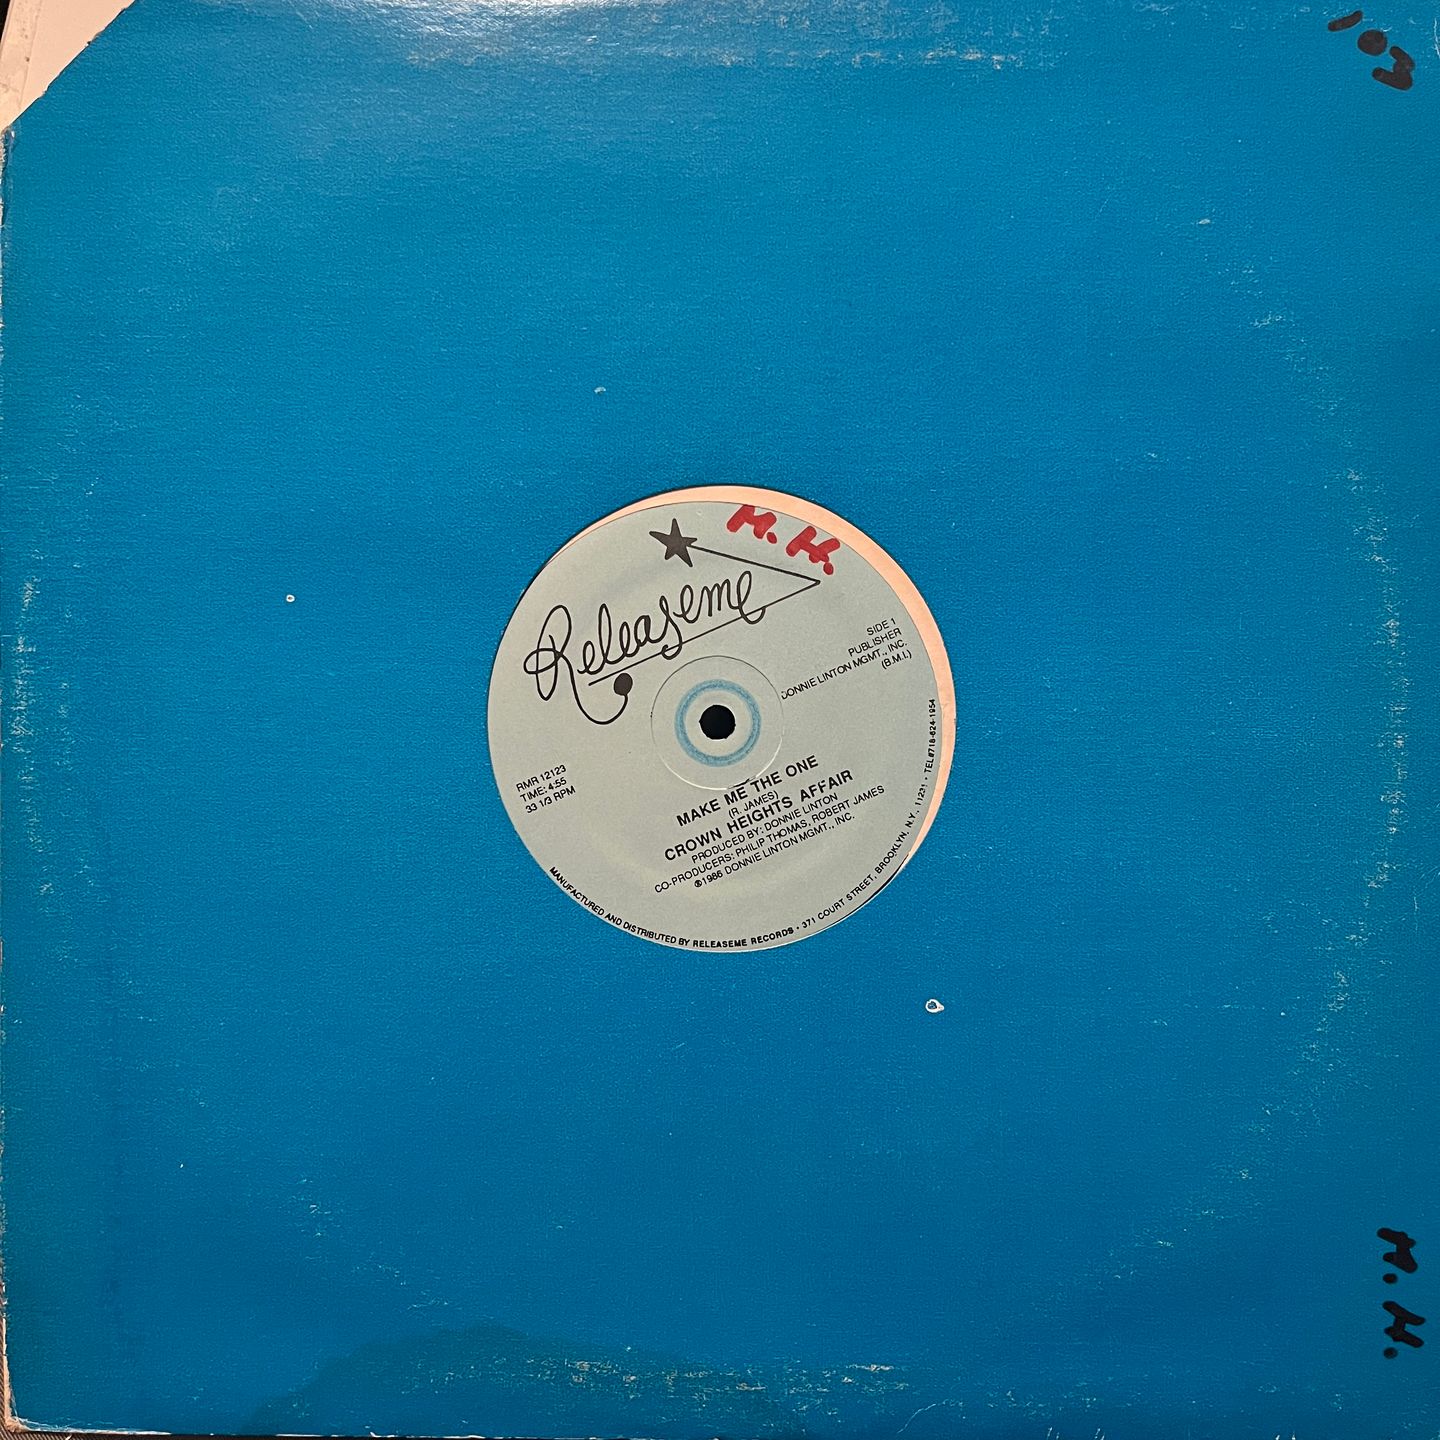 107
M.H.
Releaseme
SIDE 1
PUBLISHER
DONNIE LINTON MGMT., INC.
(B.M.I.)
RMR 12123
TIME: 4:55
33 1/3 RPM
MAKE ME THE ONE
(R. JAMES)
CROWN HEIGHTS AFFAIR
PRODUCED BY: DONNIE LINTON
CO-PRODUCERS: PHILIP THOMAS, ROBERT JAMES
℗1986 DONNIE LINTON MGMT., INC.
MANUFACTURED AND DISTRIBUTED BY RELEASEME RECORDS • 371 COURT STREET, BROOKLYN, N.Y., 11231 • TEL#718-624-1954
M.H.